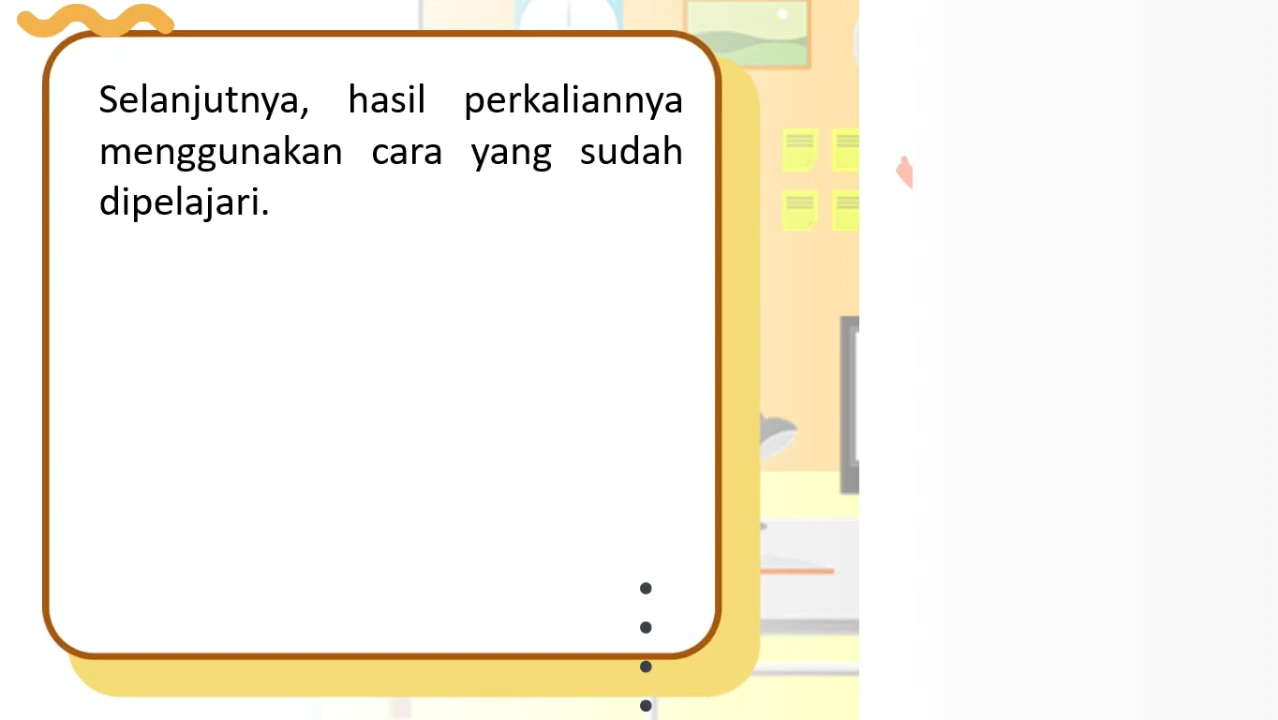 Selanjutnya, hasil perkaliannya
menggunakan cara yang sudah
dipelajari.